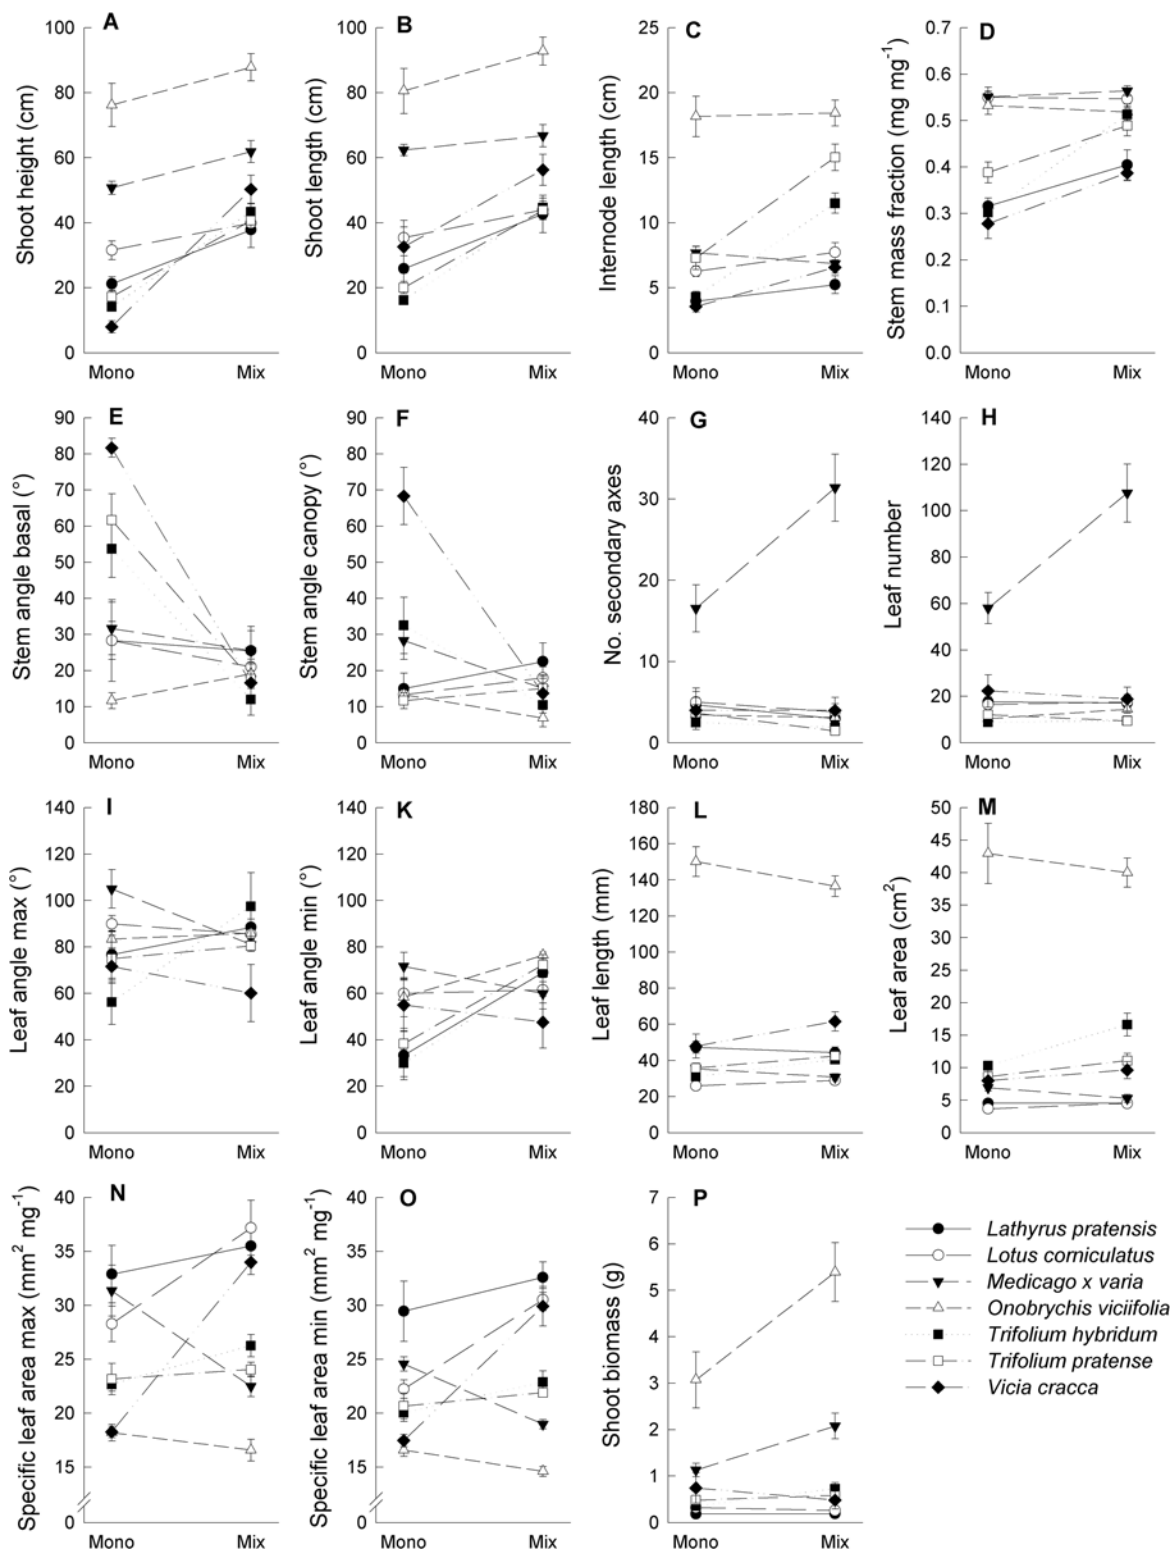 A
B
C
D
Shoot height (cm)
100
80
60
40
20
0
Mono
Mix
Shoot length (cm)
100
80
60
40
20
0
Mono
Mix
Internode length (cm)
25
20
15
10
5
0
Mono
Mix
Stem mass fraction (mg mg⁻¹)
0.7
0.6
0.5
0.4
0.3
0.2
0.1
0.0
Mono
Mix
E
F
G
H
Stem angle basal (°)
90
80
70
60
50
40
30
20
10
0
Mono
Mix
Stem angle canopy (°)
90
80
70
60
50
40
30
20
10
0
Mono
Mix
No. secondary axes
40
30
20
10
0
Mono
Mix
Leaf number
140
120
100
80
60
40
20
0
Mono
Mix
I
K
L
M
Leaf angle max (°)
140
120
100
80
60
40
20
0
Mono
Mix
Leaf angle min (°)
140
120
100
80
60
40
20
0
Mono
Mix
Leaf length (mm)
180
160
140
120
100
80
60
40
20
0
Mono
Mix
Leaf area (cm²)
50
45
40
35
30
25
20
15
10
5
0
Mono
Mix
N
O
P
Specific leaf area max (mm² mg⁻¹)
40
35
30
25
20
15
0
Mono
Mix
Specific leaf area min (mm² mg⁻¹)
40
35
30
25
20
15
0
Mono
Mix
Shoot biomass (g)
7
6
5
4
3
2
1
0
Mono
Mix
Lathyrus pratensis
Lotus corniculatus
Medicago x varia
Onobrychis viciifolia
Trifolium hybridum
Trifolium pratense
Vicia cracca